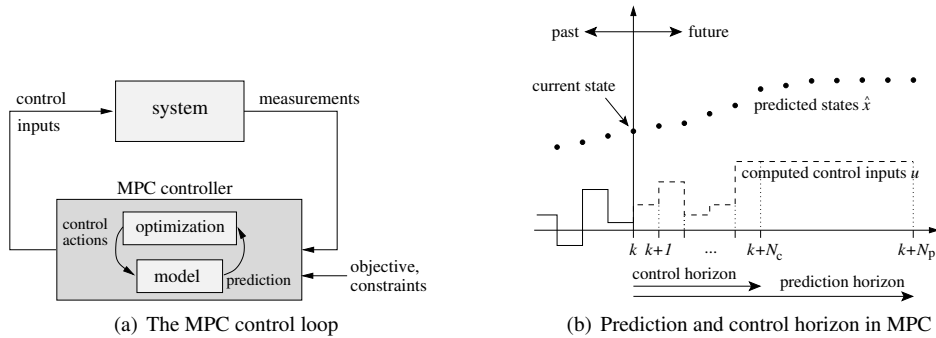 control
inputs
system
measurements
MPC controller
control
actions
optimization
model
prediction
objective,
constraints
(a) The MPC control loop
past
future
current state
predicted states x̂
computed control inputs u
k
k+1
...
k+Nc
k+Np
control horizon
prediction horizon
(b) Prediction and control horizon in MPC